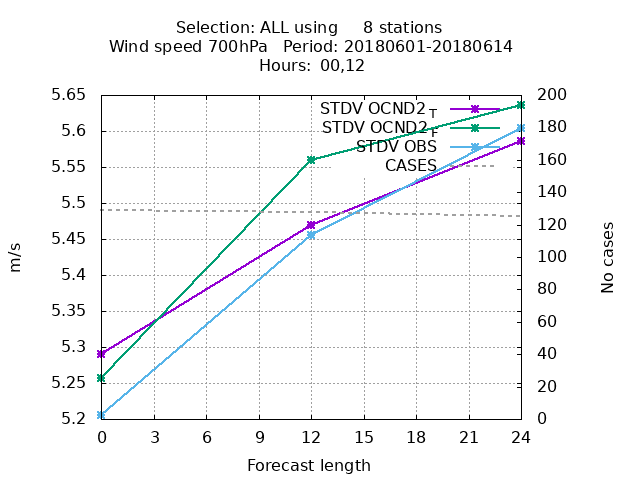 Selection: ALL using     8 stations
Wind speed 700hPa   Period: 20180601-20180614
Hours:  00,12
STDV OCND2 T
STDV OCND2 F
STDV OBS
CASES
5.65
5.6
5.55
5.5
5.45
5.4
5.35
5.3
5.25
5.2
m/s
200
180
160
140
120
100
80
60
40
20
0
No cases
0 3 6 9 12 15 18 21 24
Forecast length